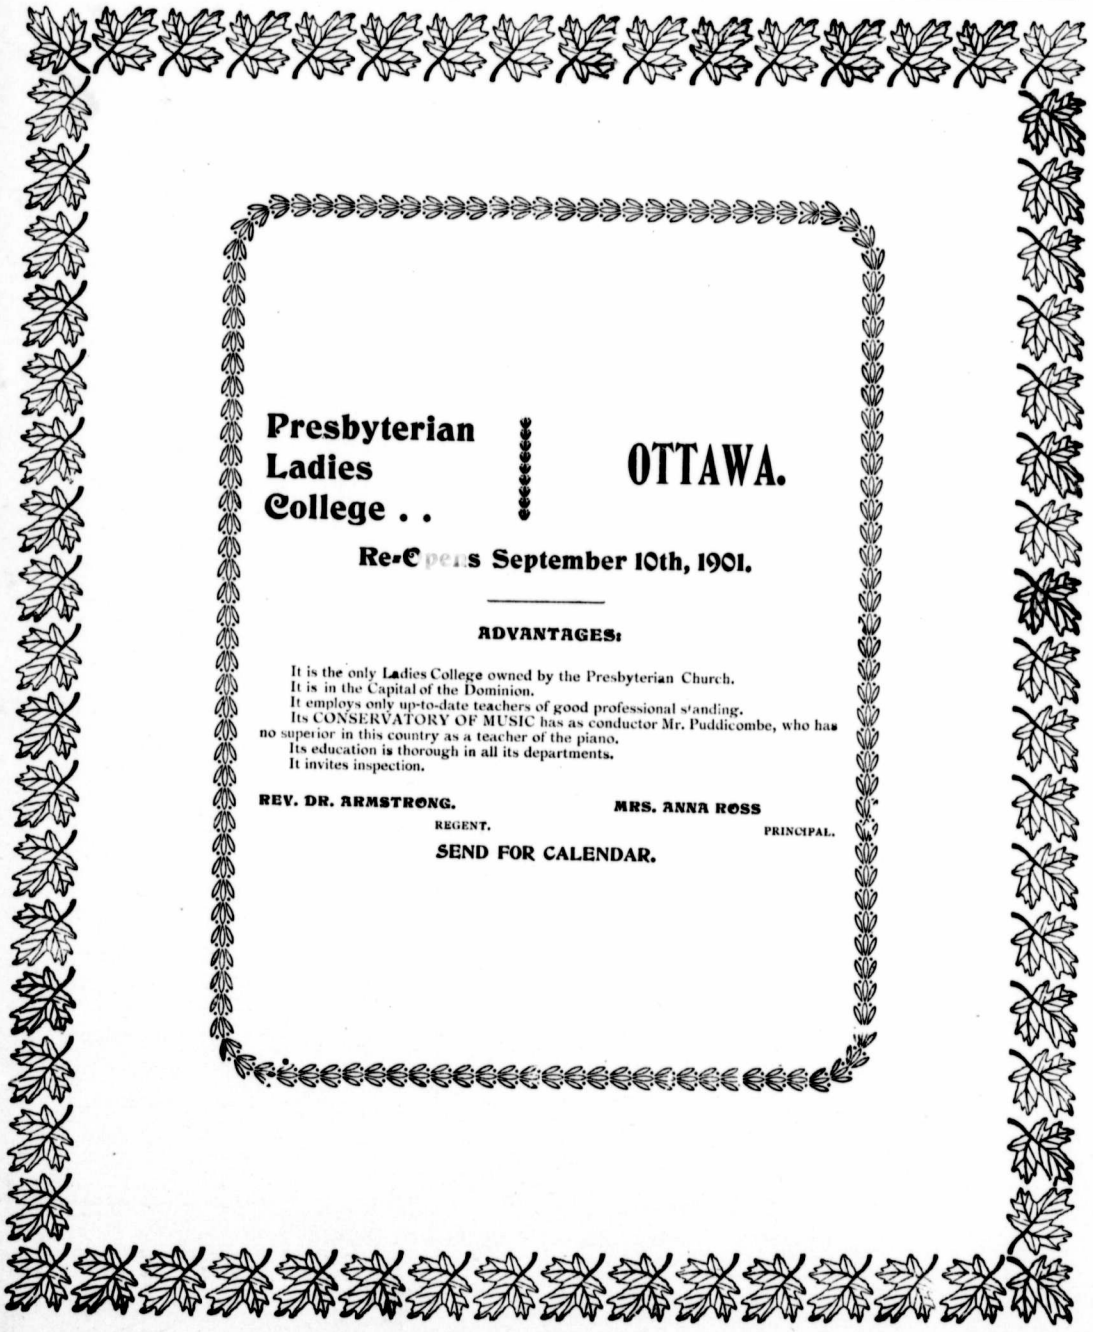 Presbyterian
Ladies
College . .
OTTAWA.
Re-Opens September 10th, 1901.
ADVANTAGES:
It is the only Ladies College owned by the Presbyterian Church.
It is in the Capital of the Dominion.
It employs only up-to-date teachers of good professional standing.
Its CONSERVATORY OF MUSIC has as conductor Mr. Puddicombe, who has
no superior in this country as a teacher of the piano.
Its education is thorough in all its departments.
It invites inspection.
REV. DR. ARMSTRONG.
REGENT.
MRS. ANNA ROSS
PRINCIPAL.
SEND FOR CALENDAR.